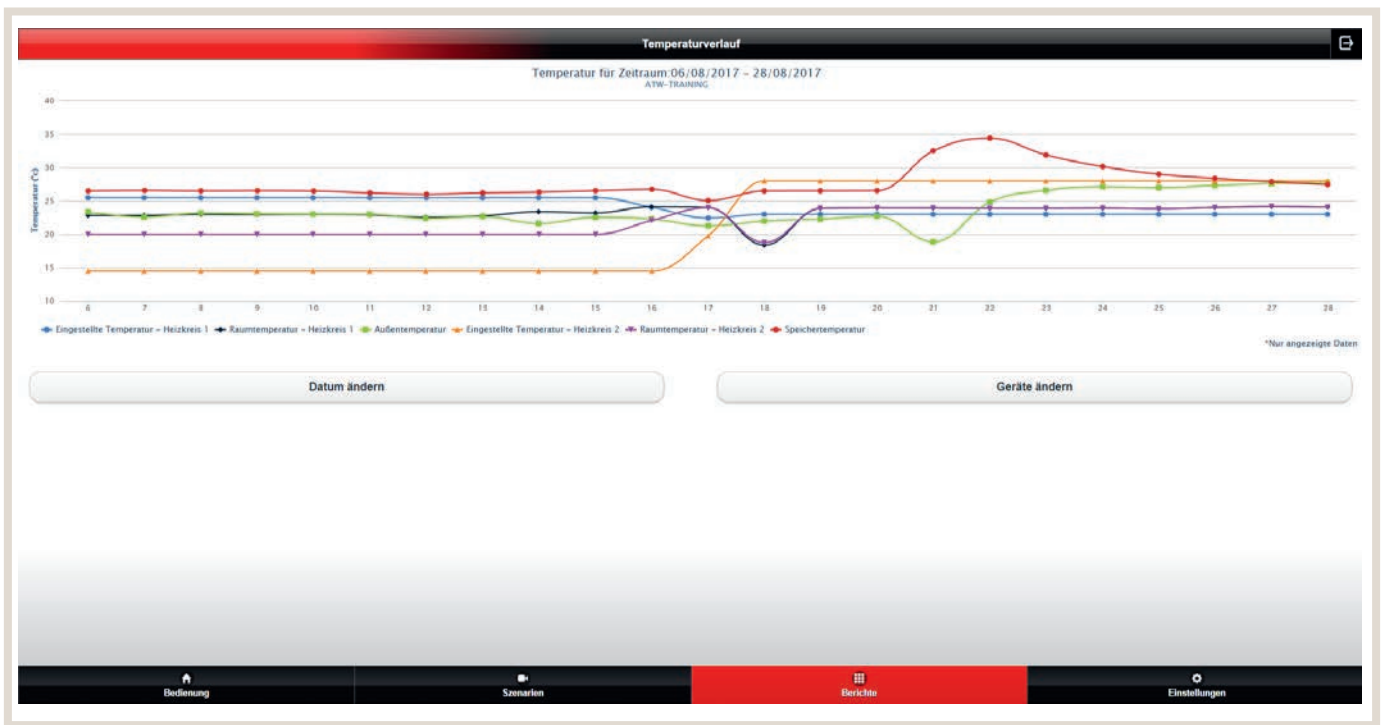 Temperaturverlauf
Temperatur für Zeitraum:06/08/2017 - 28/08/2017
ATW-TRAINING
40
35
30
25
20
15
10
Temperatur (°c)
6 7 8 9 10 11 12 13 14 15 16 17 18 19 20 21 22 23 24 25 26 27 28
Eingestellte Temperatur - Heizkreis 1 Raumtemperatur - Heizkreis 1 Außentemperatur Eingestellte Temperatur - Heizkreis 2 Raumtemperatur - Heizkreis 2 Speichertemperatur
*Nur angezeigte Daten
Datum ändern Geräte ändern
Bedienung Szenarien Berichte Einstellungen